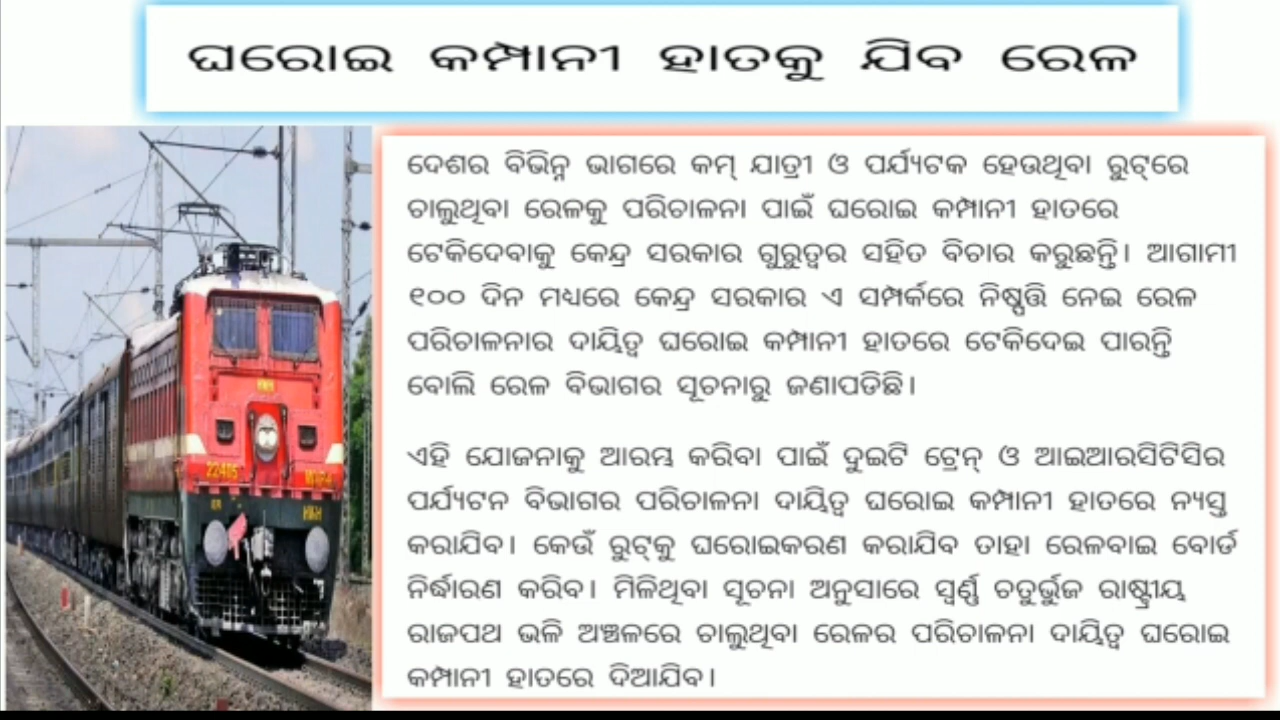 ଘରୋଇ କମ୍ପାନୀ ହାତକୁ ଯିବ ରେଳ
ଦେଶର ବିଭିନ୍ନ ଭାଗରେ କମ୍ ଯାତ୍ରୀ ଓ ପର୍ଯ୍ୟଟକ ହେଉଥିବା ରୁଟ୍‌ରେ
ଚାଲୁଥିବା ରେଳକୁ ପରିଚାଳନା ପାଇଁ ଘରୋଇ କମ୍ପାନୀ ହାତରେ
ଟେକିଦେବାକୁ କେନ୍ଦ୍ର ସରକାର ଗୁରୁତ୍ୱର ସହିତ ବିଚାର କରୁଛନ୍ତି। ଆଗାମୀ
୧୦୦ ଦିନ ମଧ୍ୟରେ କେନ୍ଦ୍ର ସରକାର ଏ ସମ୍ପର୍କରେ ନିଷ୍ପତ୍ତି ନେଇ ରେଳ
ପରିଚାଳନାର ଦାୟିତ୍ୱ ଘରୋଇ କମ୍ପାନୀ ହାତରେ ଟେକିଦେଇ ପାରନ୍ତି
ବୋଲି ରେଳ ବିଭାଗର ସୂଚନାରୁ ଜଣାପଡିଛି।
ଏହି ଯୋଜନାକୁ ଆରମ୍ଭ କରିବା ପାଇଁ ଦୁଇଟି ଟ୍ରେନ୍ ଓ ଆଇଆରସିଟିସିର
ପର୍ଯ୍ୟଟନ ବିଭାଗର ପରିଚାଳନା ଦାୟିତ୍ୱ ଘରୋଇ କମ୍ପାନୀ ହାତରେ ନ୍ୟସ୍ତ
କରାଯିବ। କେଉଁ ରୁଟ୍‌କୁ ଘରୋଇକରଣ କରାଯିବ ତାହା ରେଳବାଇ ବୋର୍ଡ
ନିର୍ଦ୍ଧାରଣ କରିବ। ମିଳିଥିବା ସୂଚନା ଅନୁସାରେ ସ୍ୱର୍ଣ୍ଣ ଚତୁର୍ଭୁଜ ରାଷ୍ଟ୍ରୀୟ
ରାଜପଥ ଭଳି ଅଞ୍ଚଳରେ ଚାଲୁଥିବା ରେଳର ପରିଚାଳନା ଦାୟିତ୍ୱ ଘରୋଇ
କମ୍ପାନୀ ହାତରେ ଦିଆଯିବ।
22405
HWH